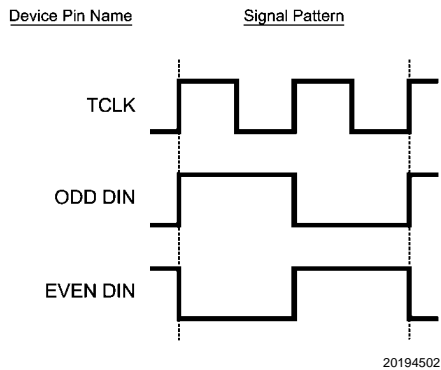 Device Pin Name
Signal Pattern
TCLK
ODD DIN
EVEN DIN
20194502